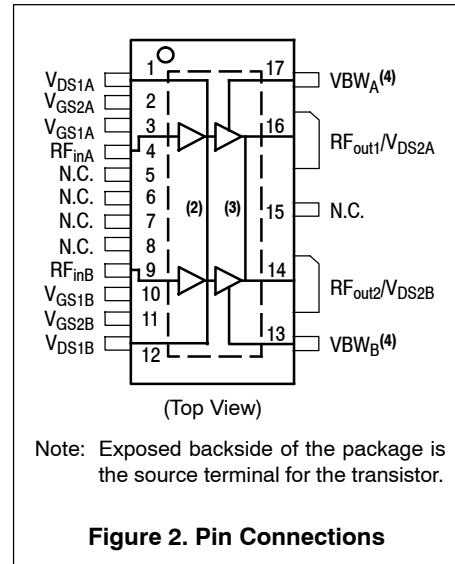 V_DS1A 1 17 VBW_A(4)
V_GS2A 2
V_GS1A 3 16 RF_out1/V_DS2A
RF_inA 4
N.C. 5
N.C. 6 (2) (3) 15 N.C.
N.C. 7
N.C. 8
RF_inB 9 14 RF_out2/V_DS2B
V_GS1B 10
V_GS2B 11 13 VBW_B(4)
V_DS1B 12
(Top View)
Note: Exposed backside of the package is
the source terminal for the transistor.
Figure 2. Pin Connections